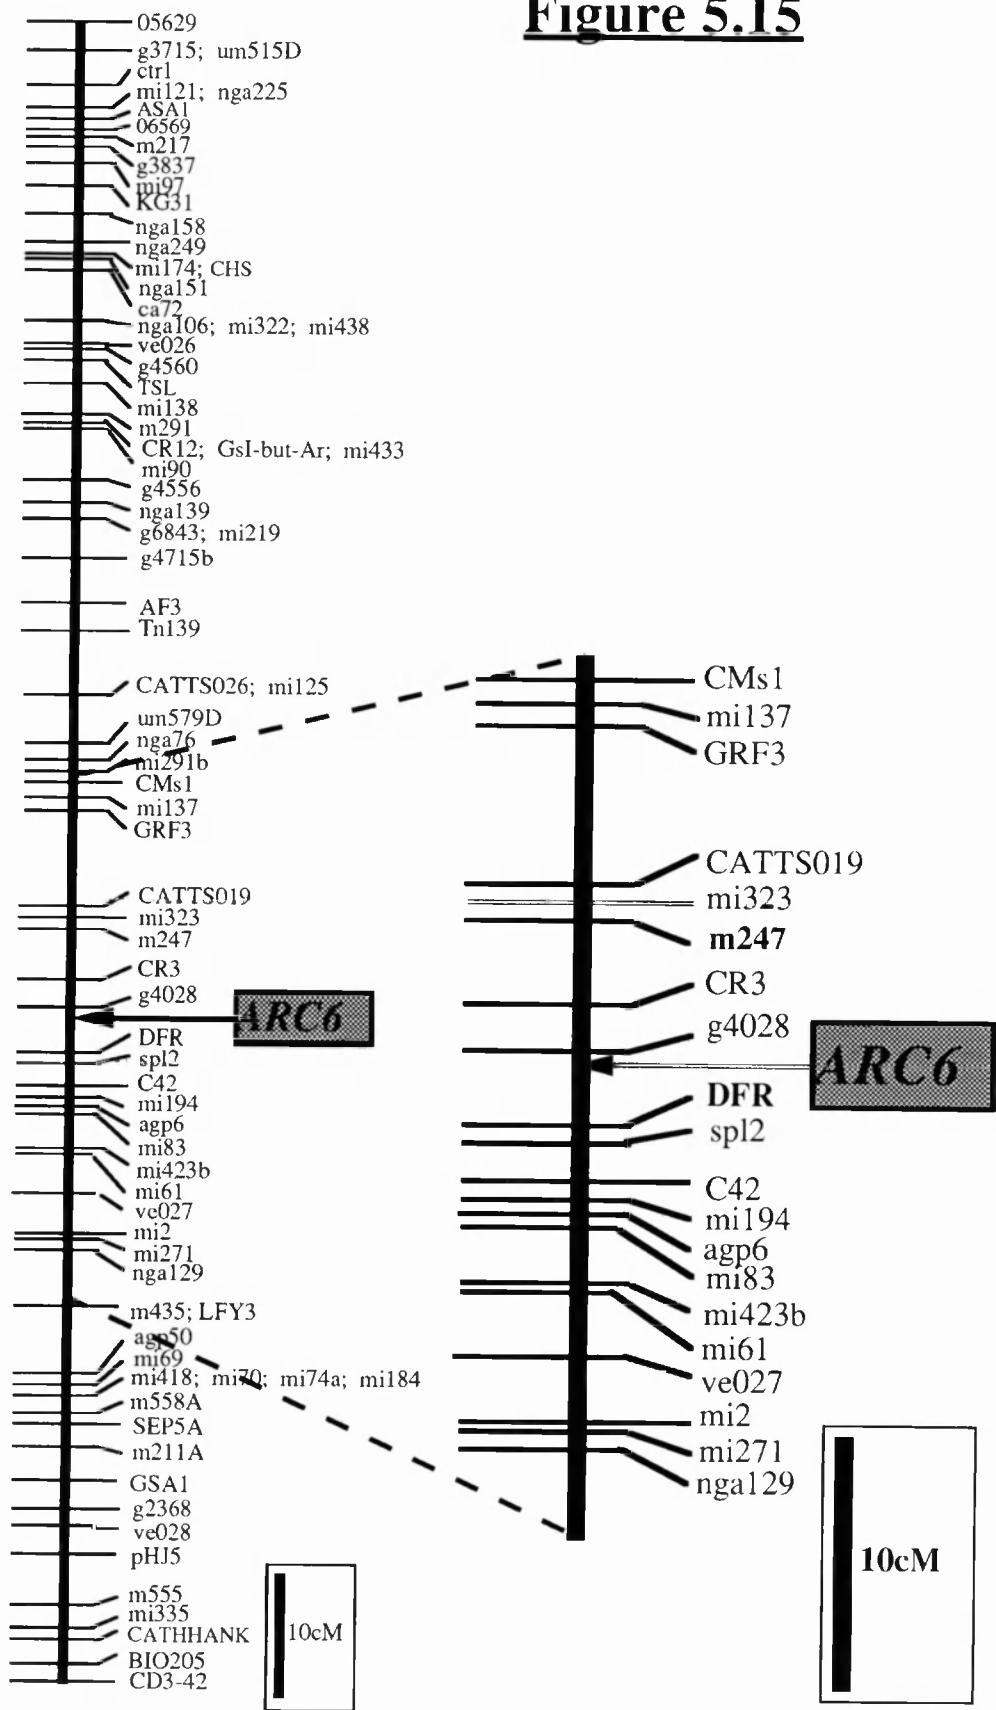 Figure 5.15
05629
g3715; um515D
ctr1
mi121; nga225
ASA1
06569
m217
g3837
mi97
KG31
nga158
nga249
mi174; CHS
nga151
ca72
nga106; mi322; mi438
ve026
g4560
TSL
mi138
m291
CR12; GsI-but-Ar; mi433
mi90
g4556
nga139
g6843; mi219
g4715b
AF3
Tn139
CATTS026; mi125
um579D
nga76
mi291b
CMs1
mi137
GRF3
CATTS019
mi323
m247
CR3
g4028
ARC6
DFR
spl2
C42
mi194
agp6
mi83
mi423b
mi61
ve027
mi2
mi271
nga129
m435; LFY3
agp50
mi69
mi418; mi70; mi74a; mi184
m558A
SEP5A
m211A
GSA1
g2368
ve028
pHJ5
m555
mi335
CATHHANK
BIO205
CD3-42
10cM
CMs1
mi137
GRF3
CATTS019
mi323
m247
CR3
g4028
ARC6
DFR
spl2
C42
mi194
agp6
mi83
mi423b
mi61
ve027
mi2
mi271
nga129
10cM